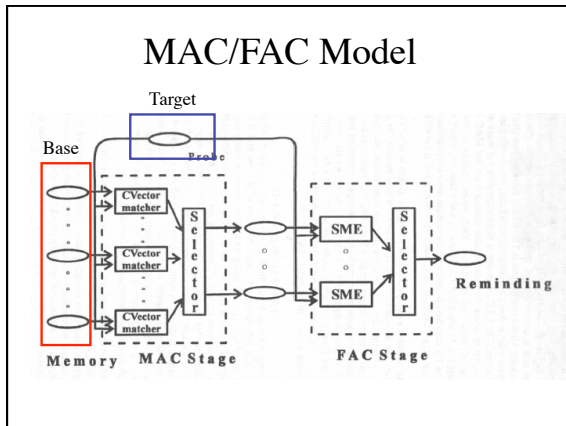 MAC/FAC Model
Target
Base
Probe
CVector
matcher
CVector
matcher
CVector
matcher
Selector
SME
SME
Selector
Reminding
Memory
MAC Stage
FAC Stage